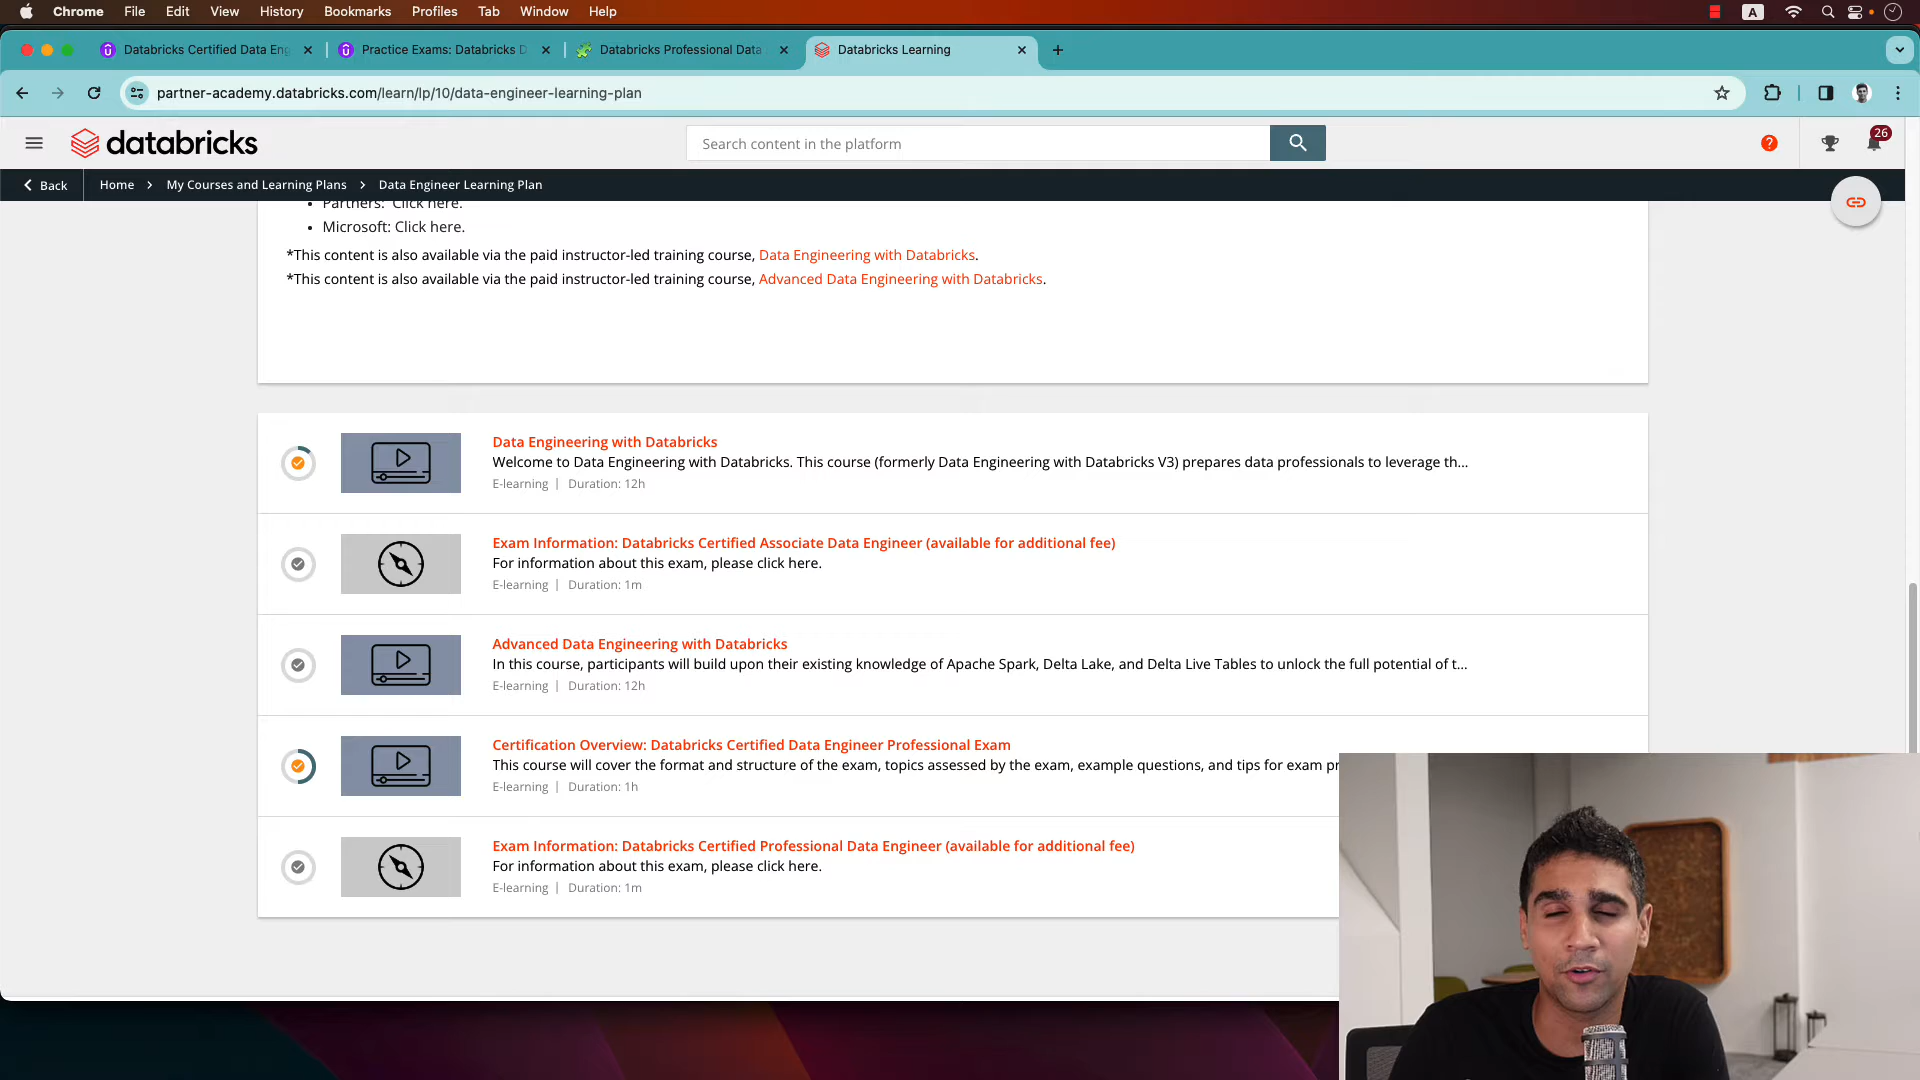 Chrome File Edit View History Bookmarks Profiles Tab Window Help A
Databricks Certified Data Eng Practice Exams: Databricks D Databricks Professional Data Databricks Learning
partner-academy.databricks.com/learn/lp/10/data-engineer-learning-plan
databricks Search content in the platform ? 26
Back Home My Courses and Learning Plans Data Engineer Learning Plan
• Partners: Click here.
• Microsoft: Click here.
*This content is also available via the paid instructor-led training course, Data Engineering with Databricks.
*This content is also available via the paid instructor-led training course, Advanced Data Engineering with Databricks.
Data Engineering with Databricks
Welcome to Data Engineering with Databricks. This course (formerly Data Engineering with Databricks V3) prepares data professionals to leverage th...
E-learning | Duration: 12h
Exam Information: Databricks Certified Associate Data Engineer (available for additional fee)
For information about this exam, please click here.
E-learning | Duration: 1m
Advanced Data Engineering with Databricks
In this course, participants will build upon their existing knowledge of Apache Spark, Delta Lake, and Delta Live Tables to unlock the full potential of t...
E-learning | Duration: 12h
Certification Overview: Databricks Certified Data Engineer Professional Exam
This course will cover the format and structure of the exam, topics assessed by the exam, example questions, and tips for exam pr
E-learning | Duration: 1h
Exam Information: Databricks Certified Professional Data Engineer (available for additional fee)
For information about this exam, please click here.
E-learning | Duration: 1m